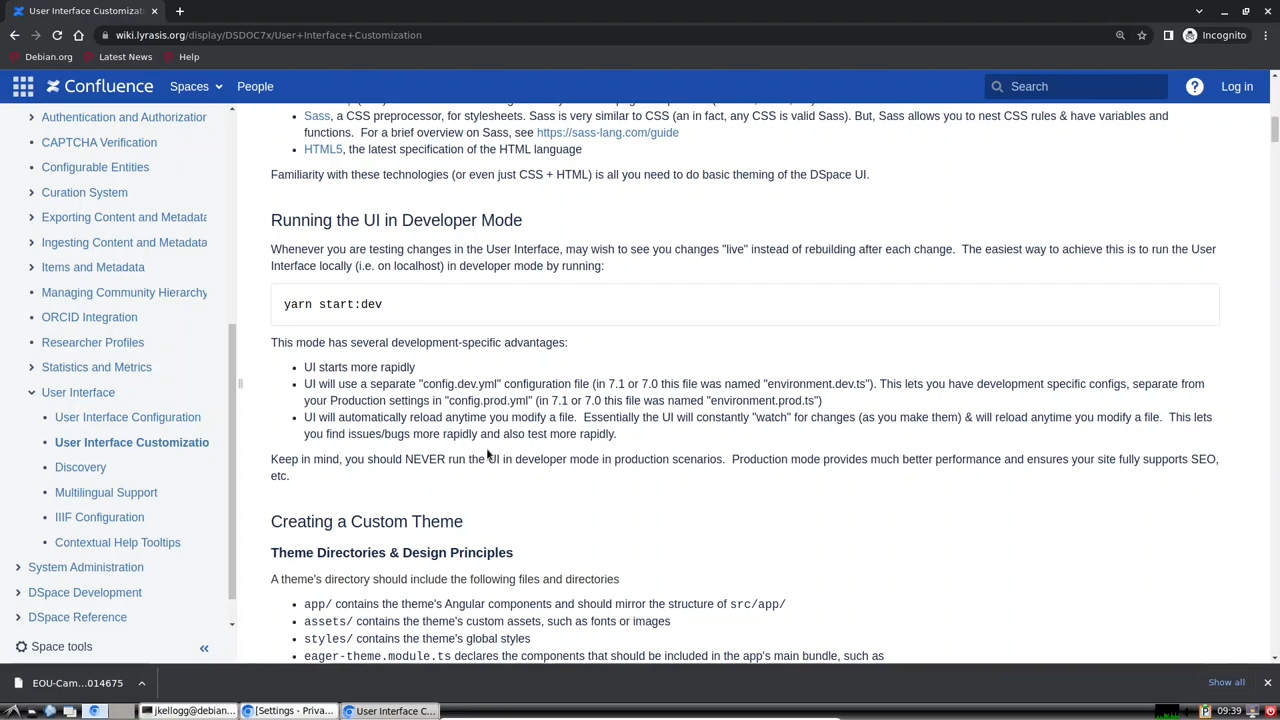 User Interface Customizati
wiki.lyrasis.org/display/DSDOC7x/User+Interface+Customization
Incognito
Debian.org
Latest News
Help
Confluence
Spaces
People
Search
Log in
Authentication and Authorization
CAPTCHA Verification
Configurable Entities
Curation System
Exporting Content and Metadata
Ingesting Content and Metadata
Items and Metadata
Managing Community Hierarchy
ORCID Integration
Researcher Profiles
Statistics and Metrics
User Interface
User Interface Configuration
User Interface Customizatio
Discovery
Multilingual Support
IIIF Configuration
Contextual Help Tooltips
System Administration
DSpace Development
DSpace Reference
Space tools
Sass, a CSS preprocessor, for stylesheets. Sass is very similar to CSS (an in fact, any CSS is valid Sass). But, Sass allows you to nest CSS rules & have variables and
functions.  For a brief overview on Sass, see https://sass-lang.com/guide
HTML5, the latest specification of the HTML language
Familiarity with these technologies (or even just CSS + HTML) is all you need to do basic theming of the DSpace UI.
Running the UI in Developer Mode
Whenever you are testing changes in the User Interface, may wish to see you changes "live" instead of rebuilding after each change.  The easiest way to achieve this is to run the User
Interface locally (i.e. on localhost) in developer mode by running:
yarn start:dev
This mode has several development-specific advantages:
UI starts more rapidly
UI will use a separate "config.dev.yml" configuration file (in 7.1 or 7.0 this file was named "environment.dev.ts"). This lets you have development specific configs, separate from
your Production settings in "config.prod.yml" (in 7.1 or 7.0 this file was named "environment.prod.ts")
UI will automatically reload anytime you modify a file.  Essentially the UI will constantly "watch" for changes (as you make them) & will reload anytime you modify a file.  This lets
you find issues/bugs more rapidly and also test more rapidly.
Keep in mind, you should NEVER run the UI in developer mode in production scenarios.  Production mode provides much better performance and ensures your site fully supports SEO,
etc.
Creating a Custom Theme
Theme Directories & Design Principles
A theme's directory should include the following files and directories
app/ contains the theme's Angular components and should mirror the structure of src/app/
assets/ contains the theme's custom assets, such as fonts or images
styles/ contains the theme's global styles
eager-theme.module.ts declares the components that should be included in the app's main bundle, such as
EOU-Cam...014675
Show all
jkellogg@debian...
[Settings - Priva...
User Interface C...
09:39